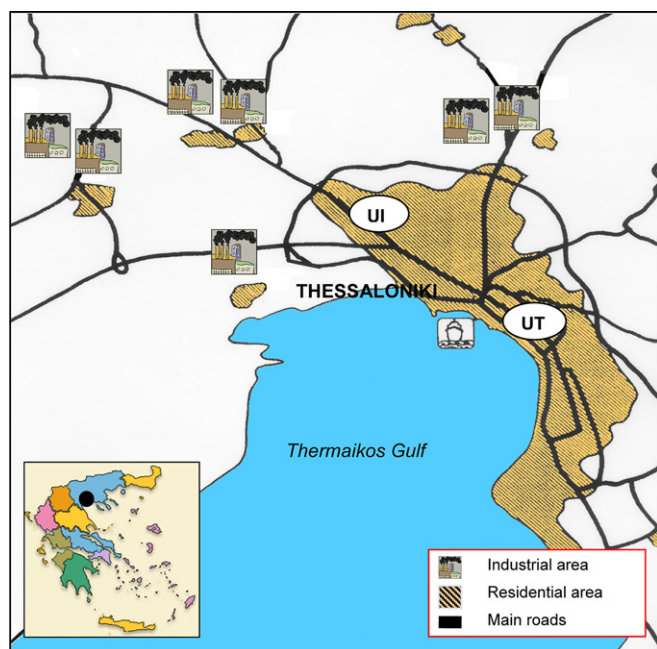 UI
THESSALONIKI
UT
Thermaikos Gulf
Industrial area
Residential area
Main roads